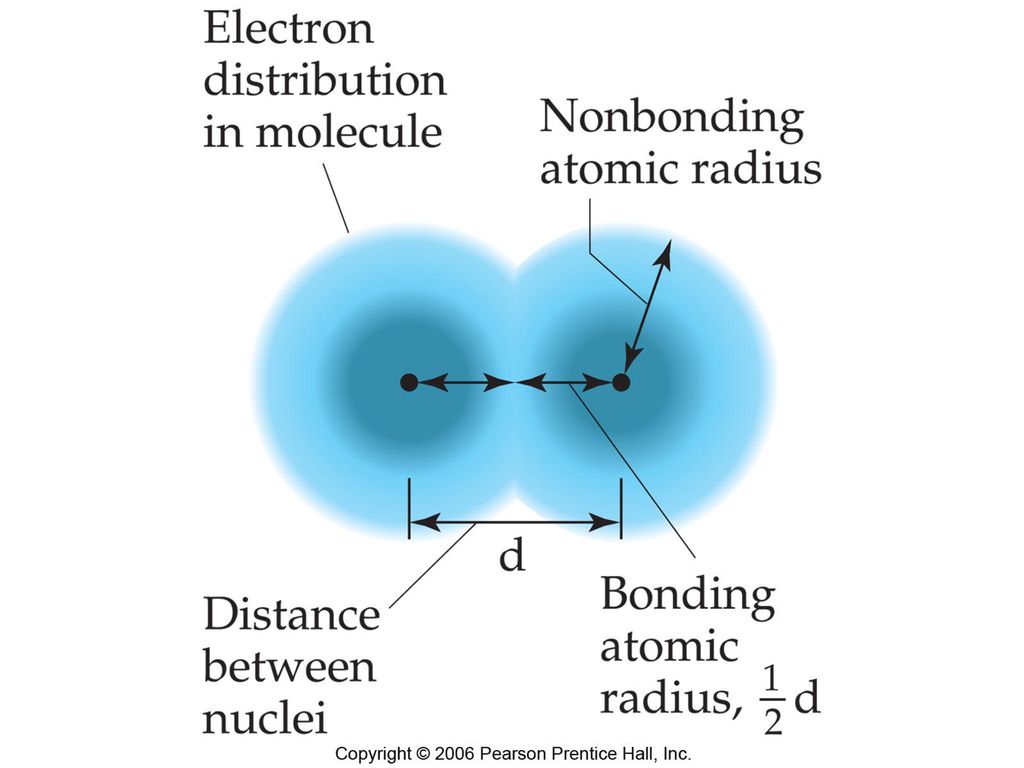 Electron
distribution
in molecule
Nonbonding
atomic radius
d
Distance
between
nuclei
Bonding
atomic
radius, 1/2 d
Copyright © 2006 Pearson Prentice Hall, Inc.